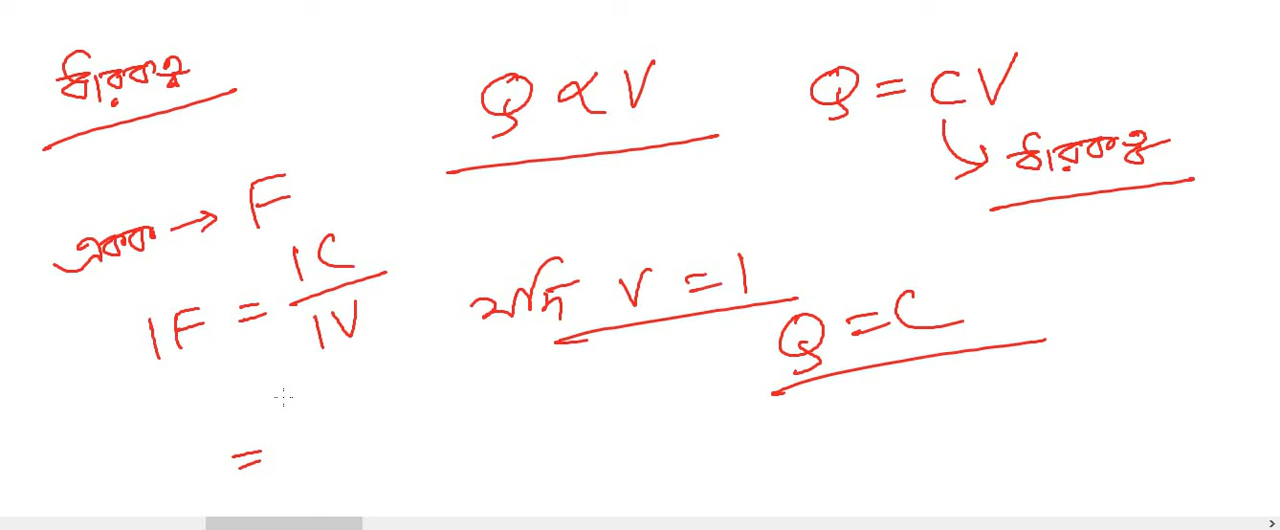 ধারকত্ব
Q ∝ V
Q = CV
→ ধারকত্ব
একক → F
1F = 1C / 1V
যদি V = 1
Q = C
=